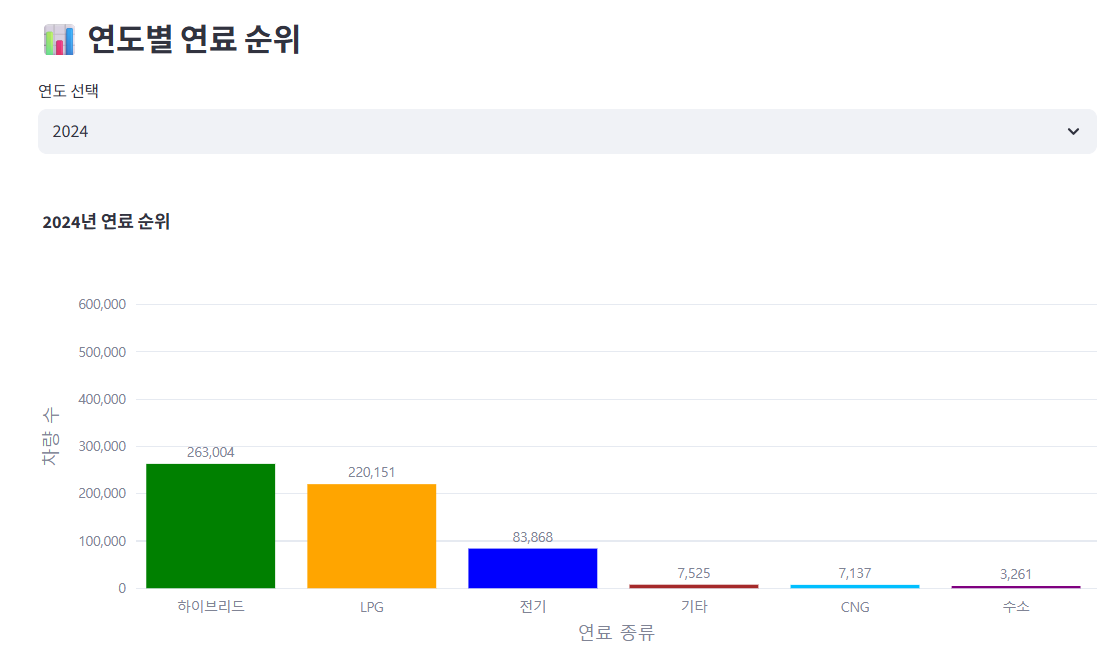 연도별 연료 순위
연도 선택
2024
2024년 연료 순위
600,000
500,000
400,000
300,000
200,000
100,000
0
차량 수
263,004
220,151
83,868
7,525
7,137
3,261
하이브리드
LPG
전기
기타
CNG
수소
연료 종류